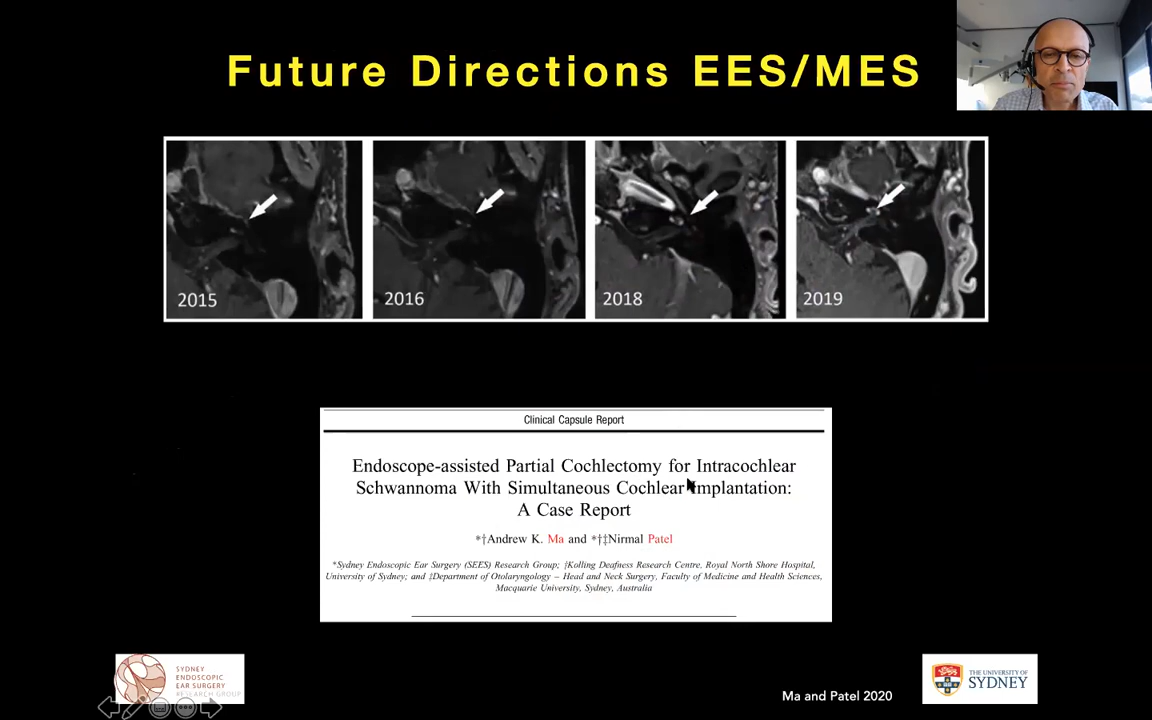 Future Directions EES/MES
2015
2016
2018
2019
Clinical Capsule Report
Endoscope-assisted Partial Cochlectomy for Intracochlear
Schwannoma With Simultaneous Cochlear Implantation:
A Case Report
*†Andrew K. Ma and *†‡Nirmal Patel
*Sydney Endoscopic Ear Surgery (SEES) Research Group; †Kolling Deafness Research Centre, Royal North Shore Hospital,
University of Sydney; and ‡Department of Otolaryngology – Head and Neck Surgery, Faculty of Medicine and Health Sciences,
Macquarie University, Sydney, Australia
SYDNEY
ENDOSCOPIC
EAR SURGERY
RESEARCH GROUP
Ma and Patel 2020
THE UNIVERSITY OF
SYDNEY